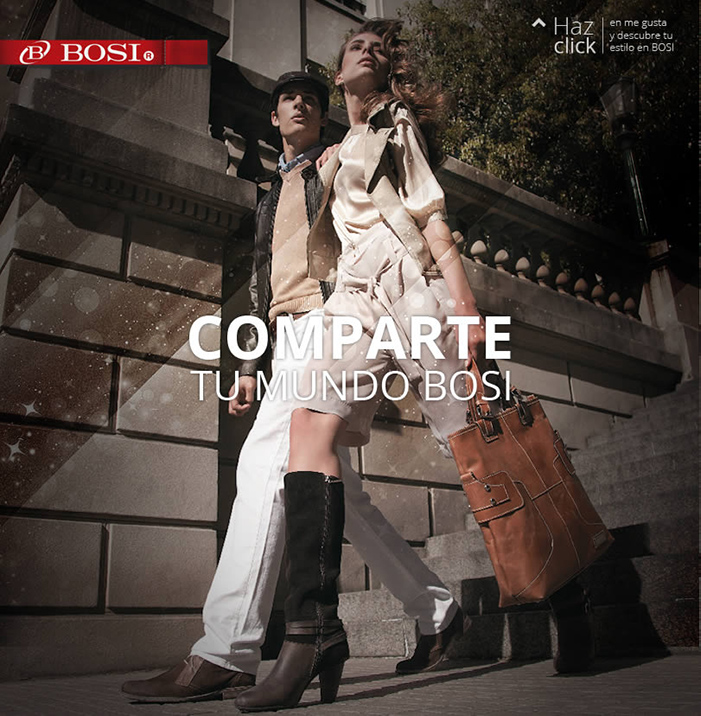 B BOSI®
^ Haz click
en me gusta
y descubre tu
estilo en BOSI
COMPARTE
TU MUNDO BOSI